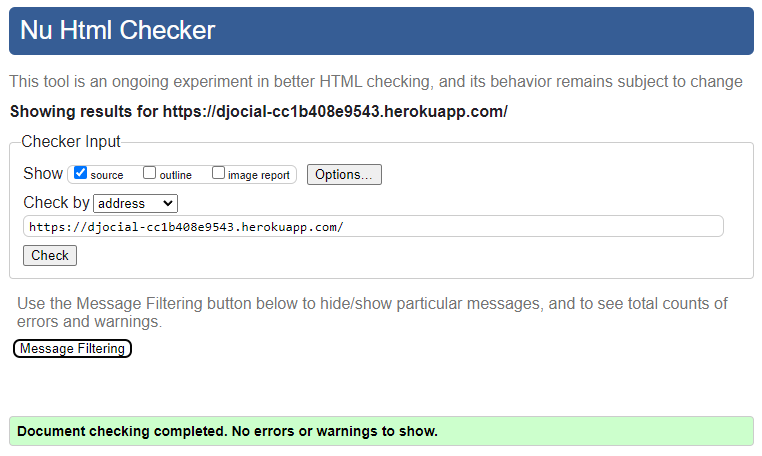 Nu Html Checker
This tool is an ongoing experiment in better HTML checking, and its behavior remains subject to change
Showing results for https://djocial-cc1b408e9543.herokuapp.com/
Checker Input
Show source outline image report Options...
Check by address
https://djocial-cc1b408e9543.herokuapp.com/
Check
Use the Message Filtering button below to hide/show particular messages, and to see total counts of
errors and warnings.
Message Filtering
Document checking completed. No errors or warnings to show.